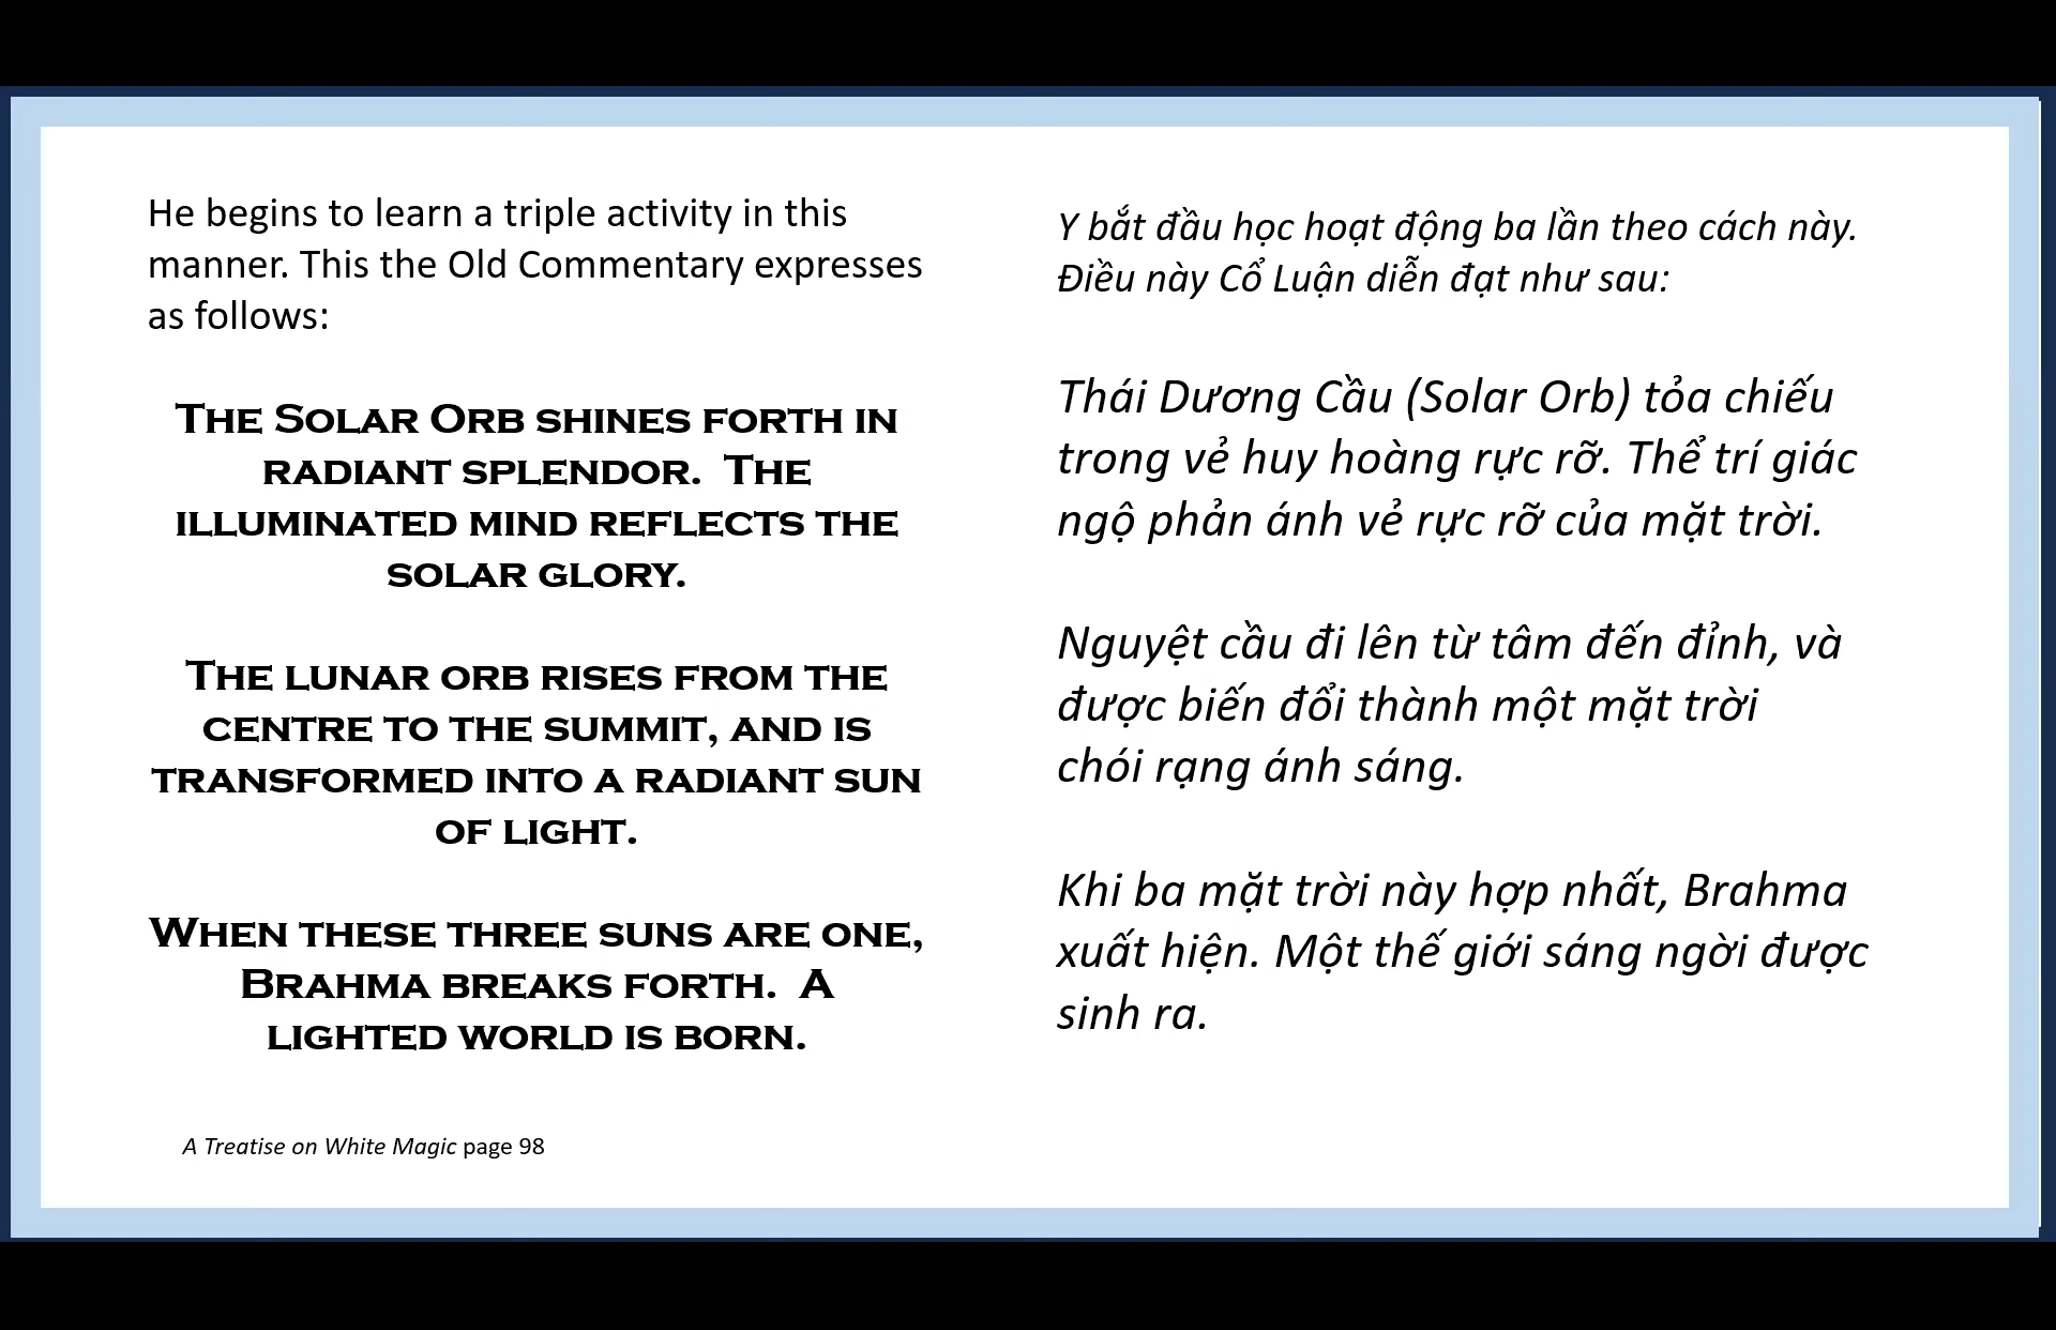 He begins to learn a triple activity in this
manner. This the Old Commentary expresses
as follows:
THE SOLAR ORB SHINES FORTH IN
RADIANT SPLENDOR. THE
ILLUMINATED MIND REFLECTS THE
SOLAR GLORY.
THE LUNAR ORB RISES FROM THE
CENTRE TO THE SUMMIT, AND IS
TRANSFORMED INTO A RADIANT SUN
OF LIGHT.
WHEN THESE THREE SUNS ARE ONE,
BRAHMA BREAKS FORTH. A
LIGHTED WORLD IS BORN.
A Treatise on White Magic page 98
Y bắt đầu học hoạt động ba lần theo cách này.
Điều này Cổ Luận diễn đạt như sau:
Thái Dương Cầu (Solar Orb) tỏa chiếu
trong vẻ huy hoàng rực rỡ. Thể trí giác
ngộ phản ánh vẻ rực rỡ của mặt trời.
Nguyệt cầu đi lên từ tâm đến đỉnh, và
được biến đổi thành một mặt trời
chói rạng ánh sáng.
Khi ba mặt trời này hợp nhất, Brahma
xuất hiện. Một thế giới sáng ngời được
sinh ra.